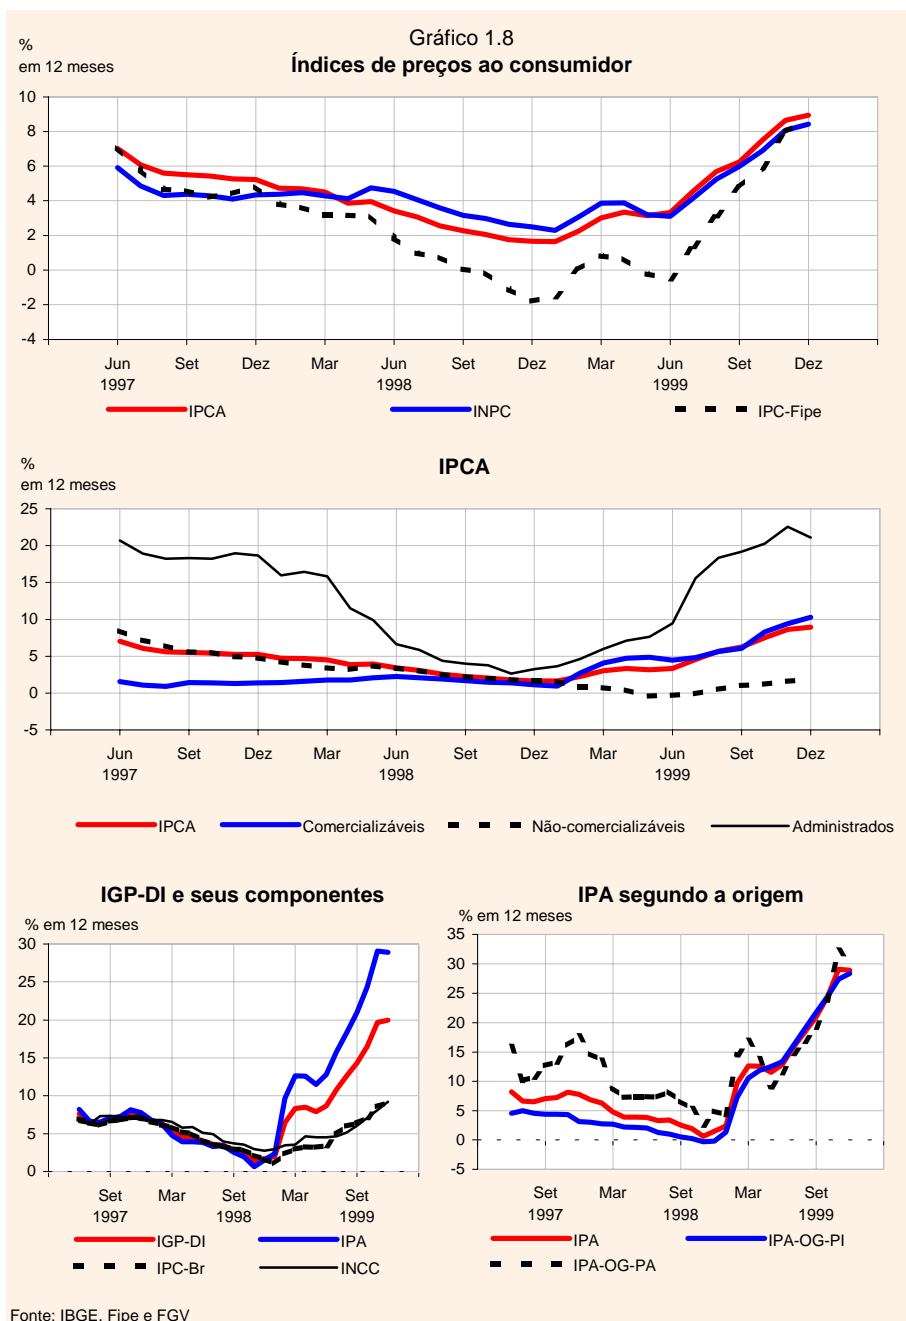 Gráfico 1.8
%
em 12 meses
Índices de preços ao consumidor
10
8
6
4
2
0
-2
-4
Jun Set Dez Mar Jun Set Dez Mar Jun Set Dez
1997 1998 1999
IPCA INPC IPC-Fipe
%
em 12 meses
IPCA
25
20
15
10
5
0
-5
Jun Set Dez Mar Jun Set Dez Mar Jun Set Dez
1997 1998 1999
IPCA Comercializáveis Não-comercializáveis Administrados
IGP-DI e seus componentes
% em 12 meses
30
25
20
15
10
5
0
Set Mar Set Mar Set
1997 1998 1999
IGP-DI IPA
IPC-Br INCC
IPA segundo a origem
% em 12 meses
35
30
25
20
15
10
5
0
-5
Set Mar Set Mar Set
1997 1998 1999
IPA IPA-OG-PI
IPA-OG-PA
Fonte: IBGE, Fipe e FGV